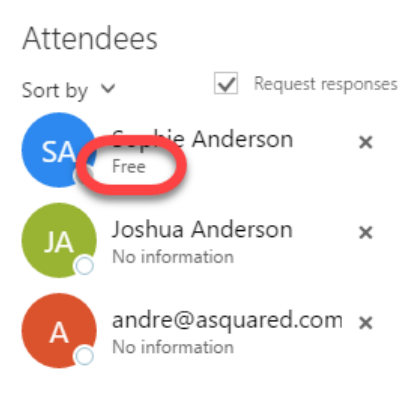 Attendees
Sort by
Request responses
SA
Sophie Anderson
Free
JA
Joshua Anderson
No information
A
andre@asquared.com
No information